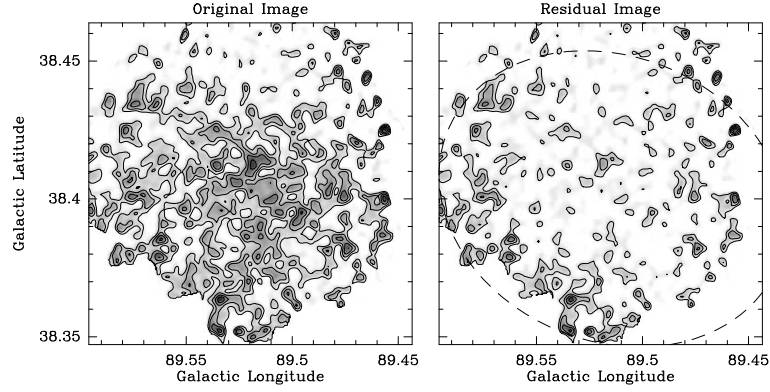 Original Image
Residual Image
Galactic Latitude
38.45
38.4
38.35
89.55
89.5
89.45
89.55
89.5
89.45
Galactic Longitude
Galactic Longitude